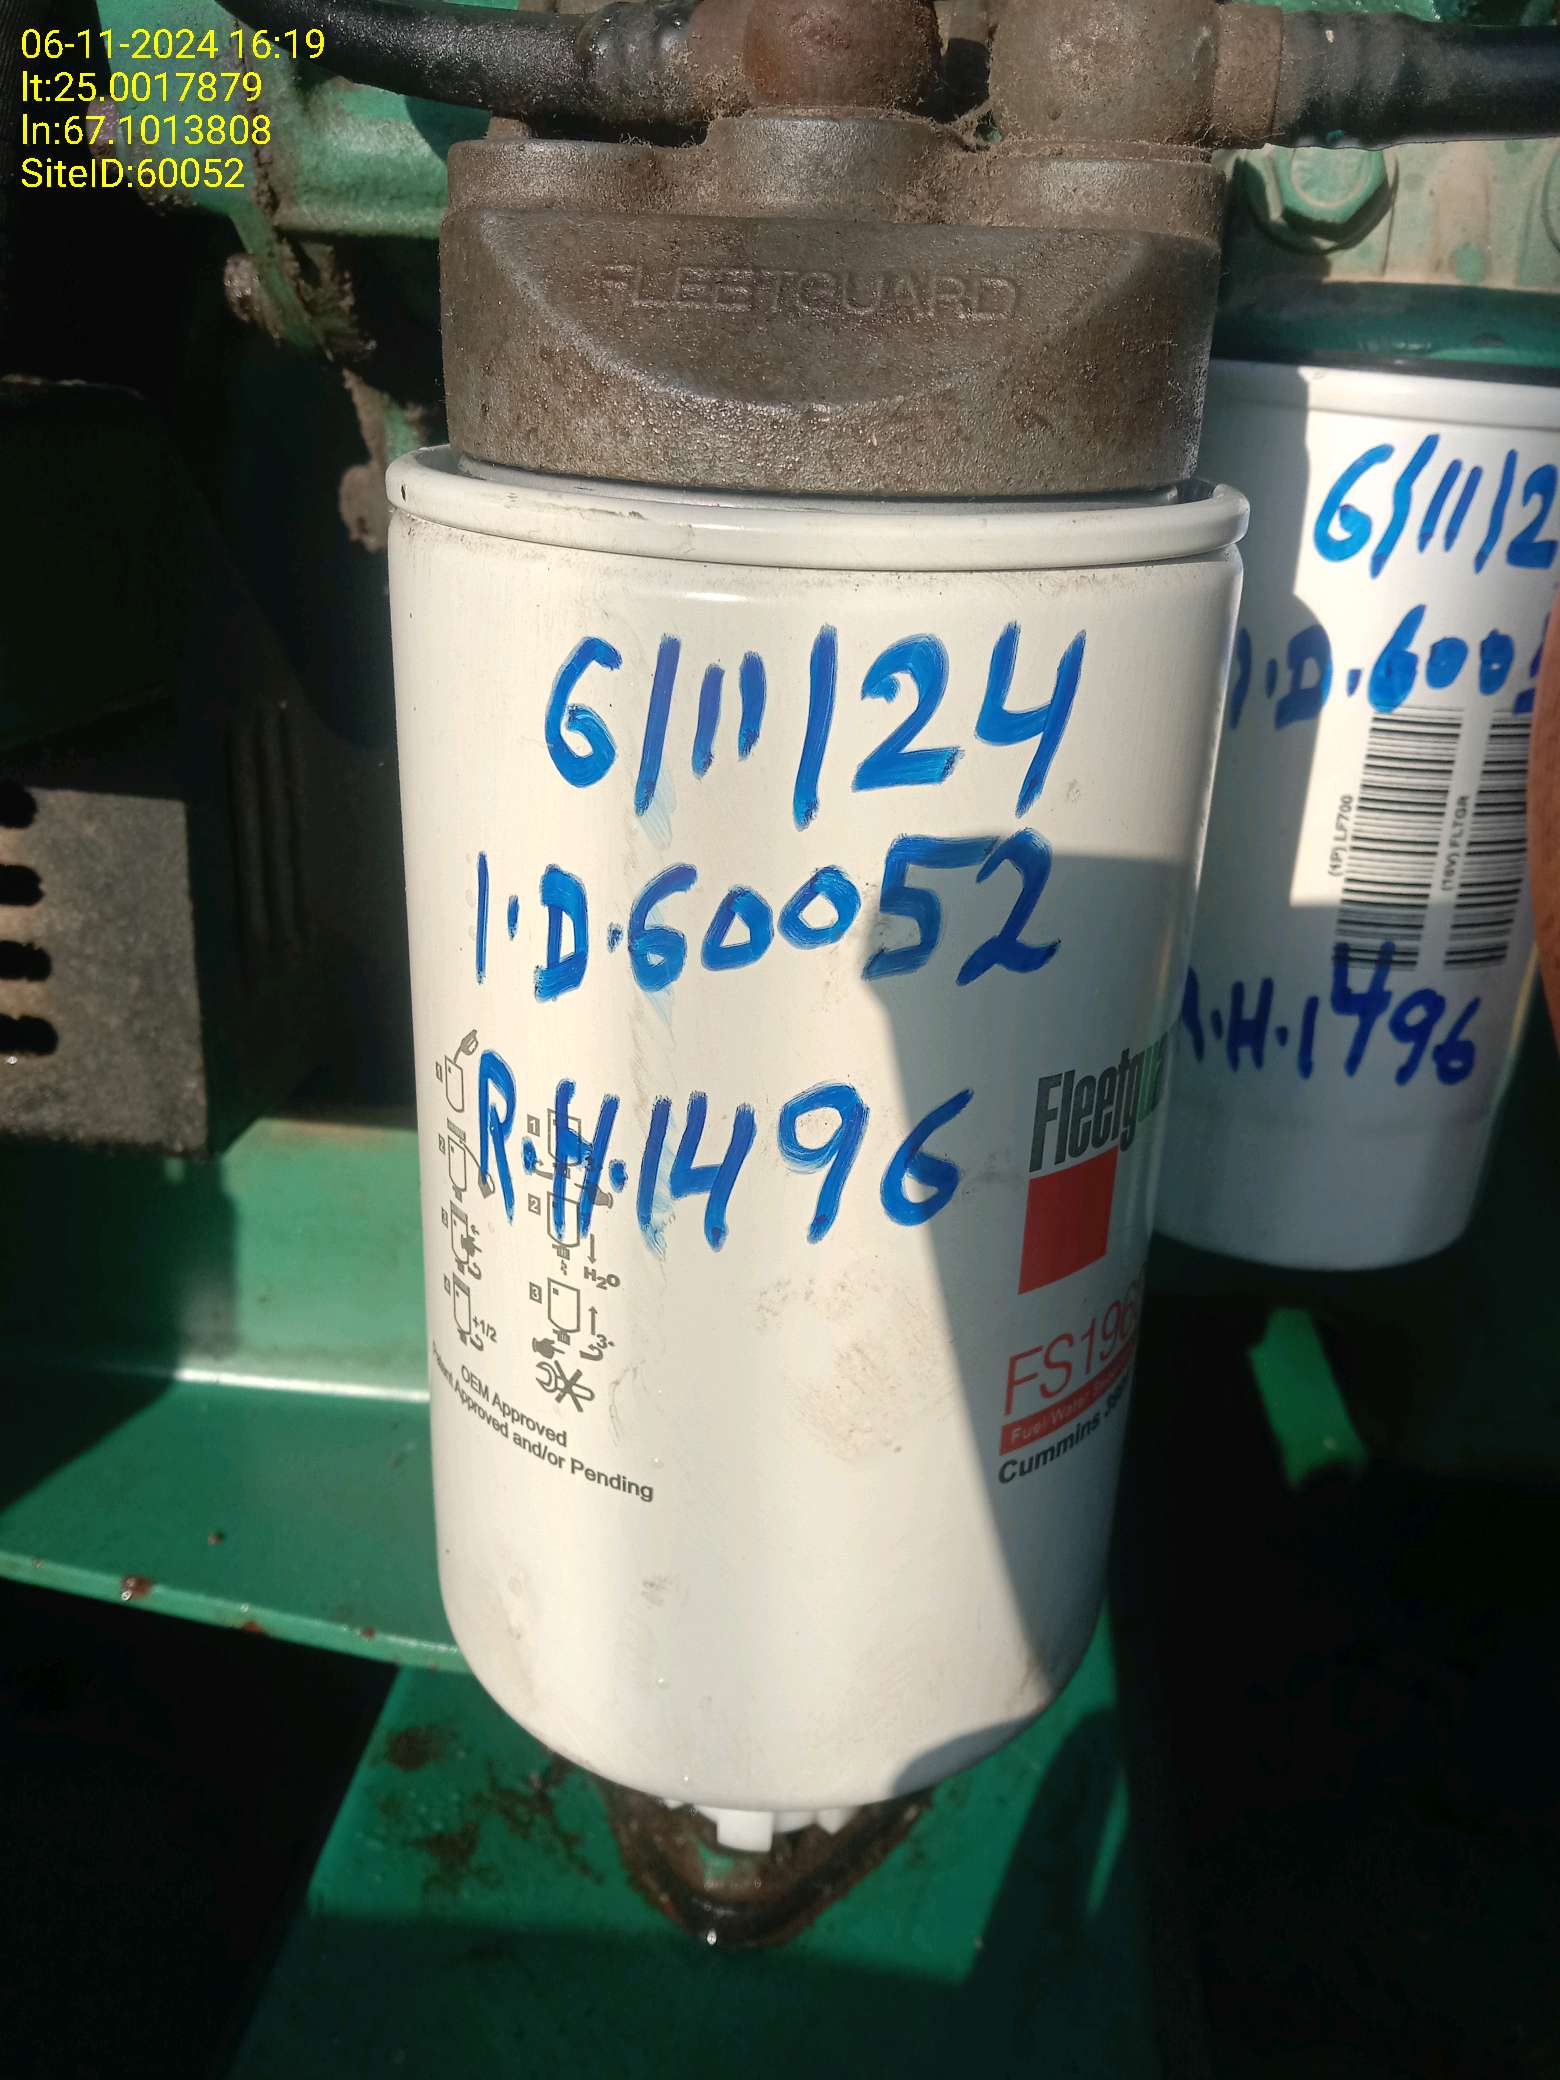 06-11-2024 16:19
lt:25.0017879
ln:67.1013808
SiteID:60052
FLEETGUARD
6/11/24
I.D.60052
R.H.1496
H2O
+1/2
OEM Approved
Patent Approved and/or Pending
Fuel/Water
Cummins
6/11/2
.D.600
(1P) LF700
(16V) FLTGR
.H.1496